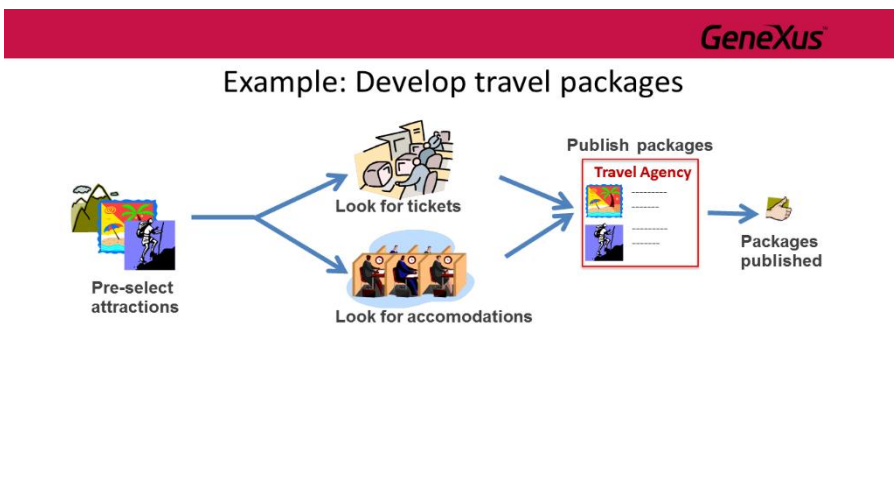 GeneXus
Example: Develop travel packages
Pre-select
attractions
Look for tickets
Look for accomodations
Publish packages
Travel Agency
Packages
published